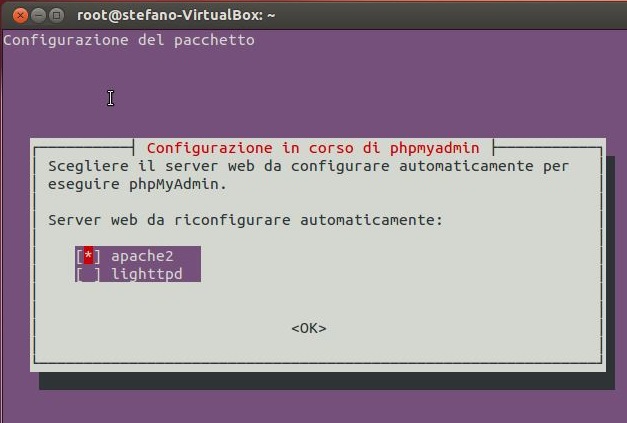 root@stefano-VirtualBox: ~
Configurazione del pacchetto
Configurazione in corso di phpmyadmin
Scegliere il server web da configurare automaticamente per
eseguire phpMyAdmin.
Server web da riconfigurare automaticamente:
[*] apache2
[ ] lighttpd
<OK>